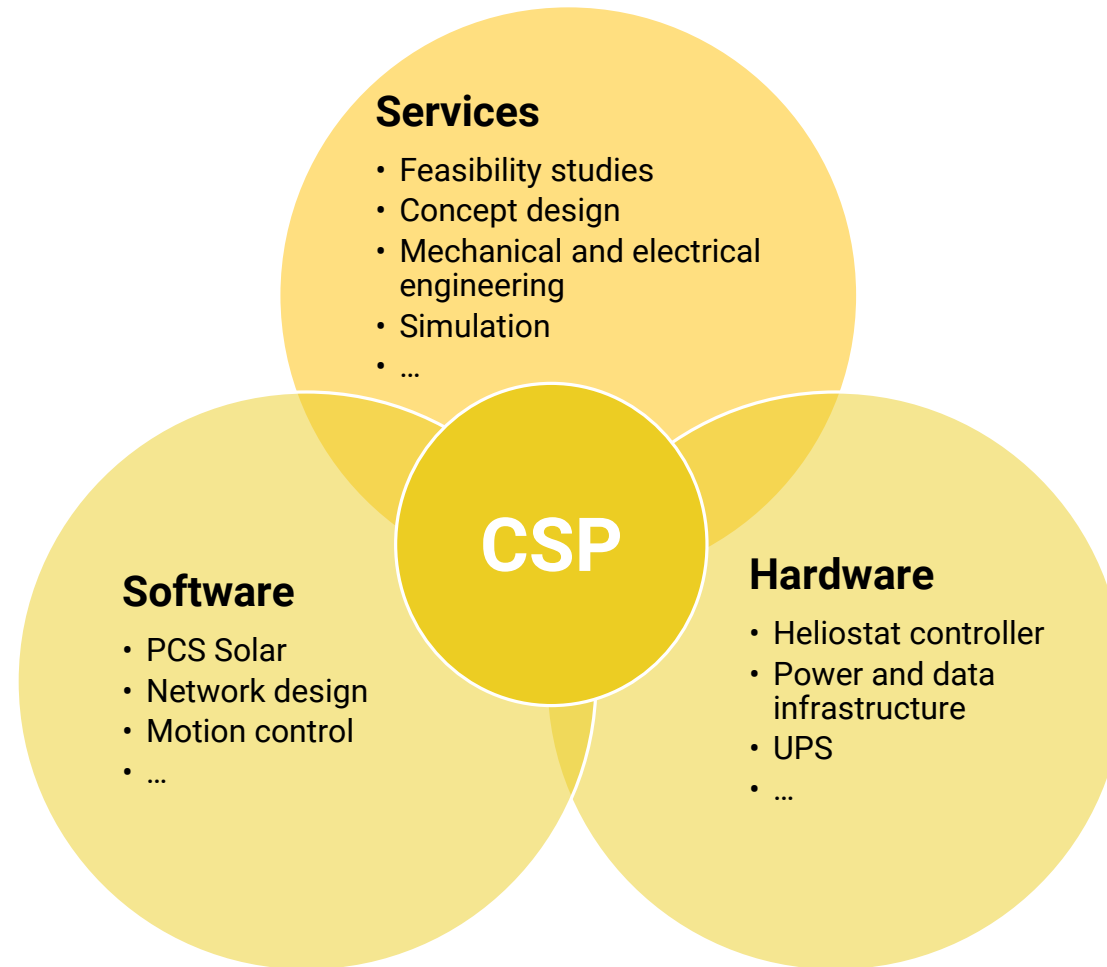 Services
• Feasibility studies
• Concept design
• Mechanical and electrical
engineering
• Simulation
• …
CSP
Software
• PCS Solar
• Network design
• Motion control
• …
Hardware
• Heliostat controller
• Power and data
infrastructure
• UPS
• …